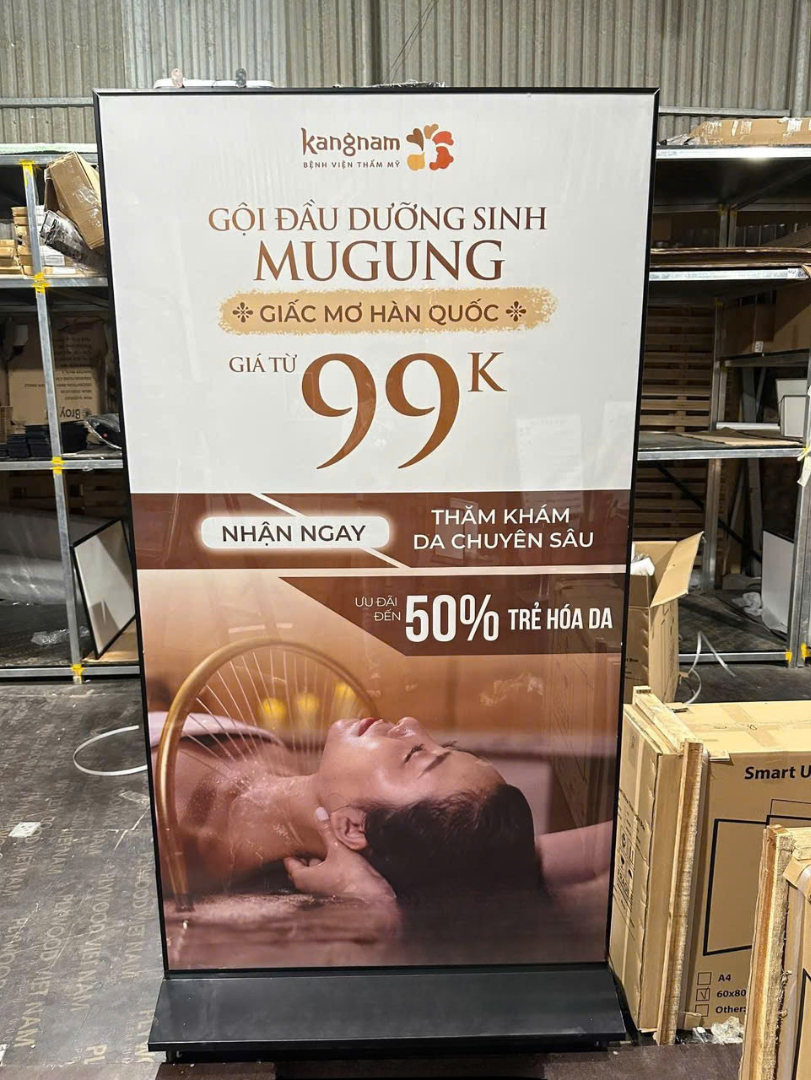 kangnam
BỆNH VIỆN THẨM MỸ
GỘI ĐẦU DƯỠNG SINH
MUGUNG
GIẤC MƠ HÀN QUỐC
GIÁ TỪ 99K
NHẬN NGAY
THĂM KHÁM
DA CHUYÊN SÂU
ƯU ĐÃI
ĐẾN
50% TRẺ HÓA DA
Smart U
A4
60x80
Other: